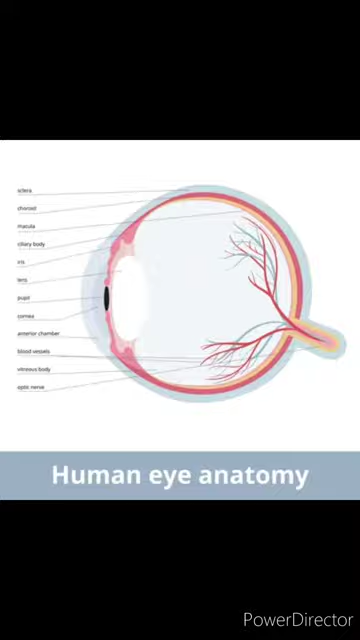 sclera
choroid
macula
ciliary body
iris
lens
pupil
cornea
anterior chamber
blood vessels
vitreous body
optic nerve
Human eye anatomy
PowerDirector